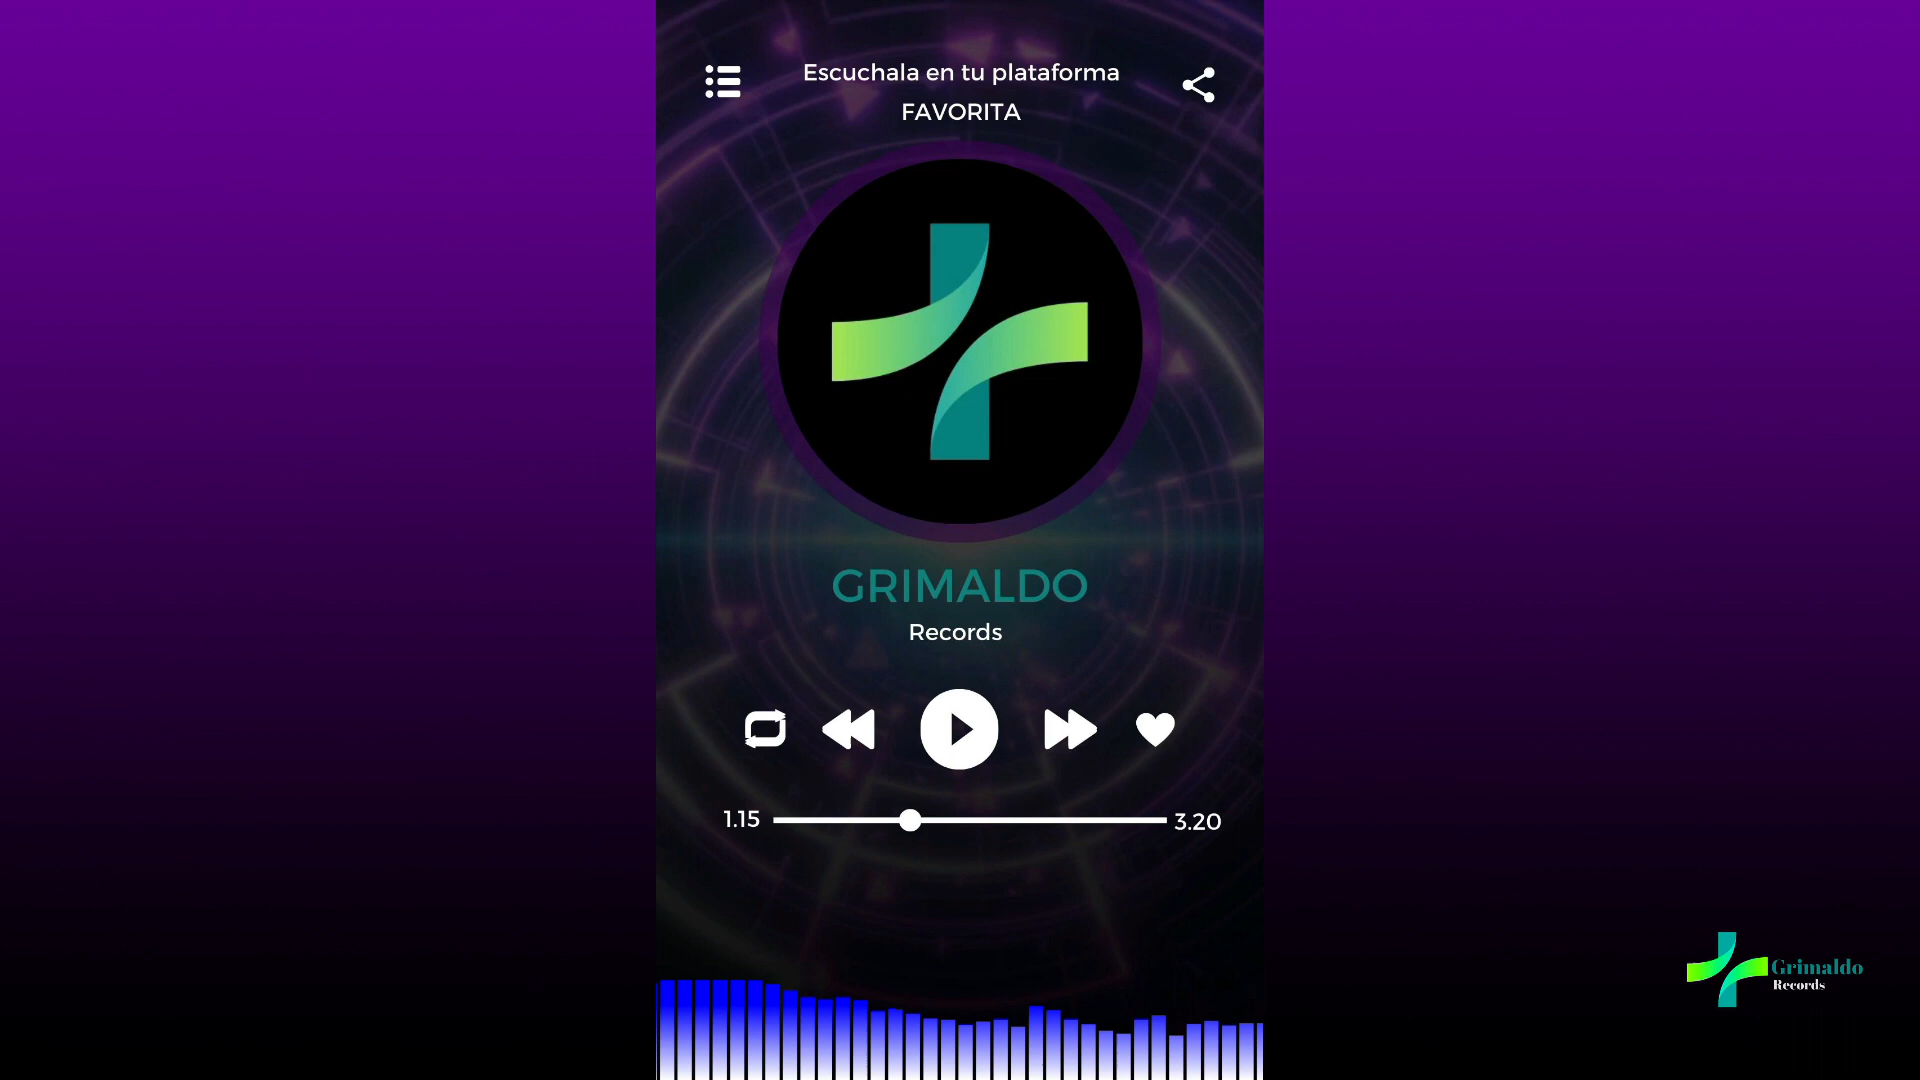 Escuchala en tu plataforma
FAVORITA
GRIMALDO
Records
1.15
3.20
Grimaldo
Records